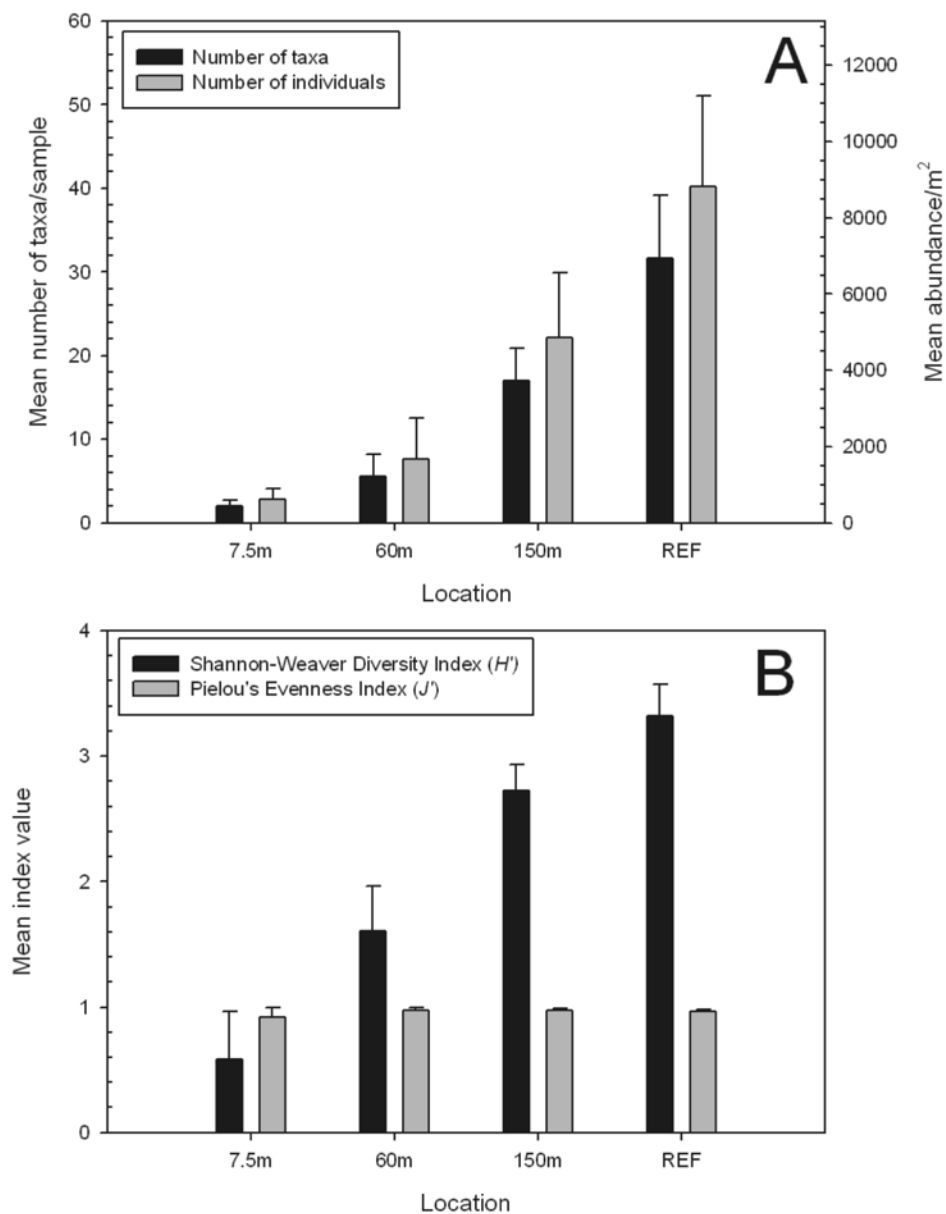 A
Number of taxa
Number of individuals
Mean number of taxa/sample
60
50
40
30
20
10
0
Mean abundance/m²
12000
10000
8000
6000
4000
2000
0
7.5m 60m 150m REF
Location
B
Shannon-Weaver Diversity Index (H')
Pielou's Evenness Index (J')
Mean index value
4
3
2
1
0
7.5m 60m 150m REF
Location